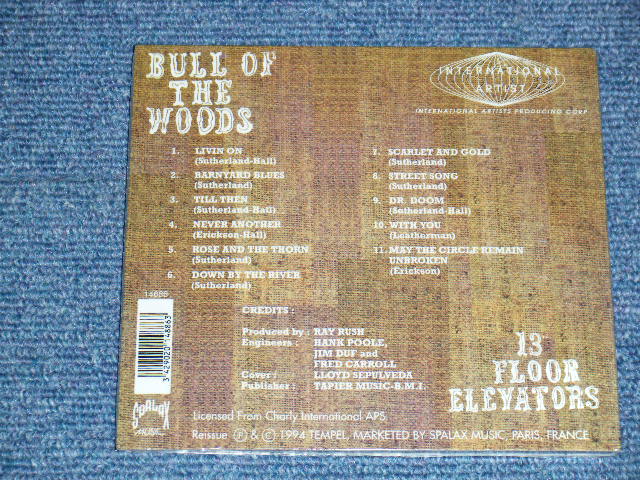 BULL OF
THE
WOODS
INTERNATIONAL
ARTIST
INTERNATIONAL ARTISTS PRODUCING CORP
1. LIVIN ON
(Sutherland-Hall)
2. BARNYARD BLUES
(Sutherland)
3. TILL THEN
(Sutherland-Hall)
4. NEVER ANOTHER
(Erickson-Hall)
5. ROSE AND THE THORN
(Sutherland)
6. DOWN BY THE RIVER
(Sutherland)
7. SCARLET AND GOLD
(Sutherland)
8. STREET SONG
(Sutherland)
9. DR. DOOM
(Sutherland-Hall)
10. WITH YOU
(Leatherman)
11. MAY THE CIRCLE REMAIN
UNBROKEN
(Erickson)
CREDITS :
Produced by : RAY RUSH
Engineers : HANK POOLE,
JIM DUF and
FRED CARROLL
Cover : LLOYD SEPULVEDA
Publisher : TAPIER MUSIC-B.M.I.
13
FLOOR
ELEVATORS
SPALAX
MUSIC
Licensed From Charly International APS
Reissue Ⓟ & © 1994 TEMPEL, MARKETED BY SPALAX MUSIC, PARIS, FRANCE